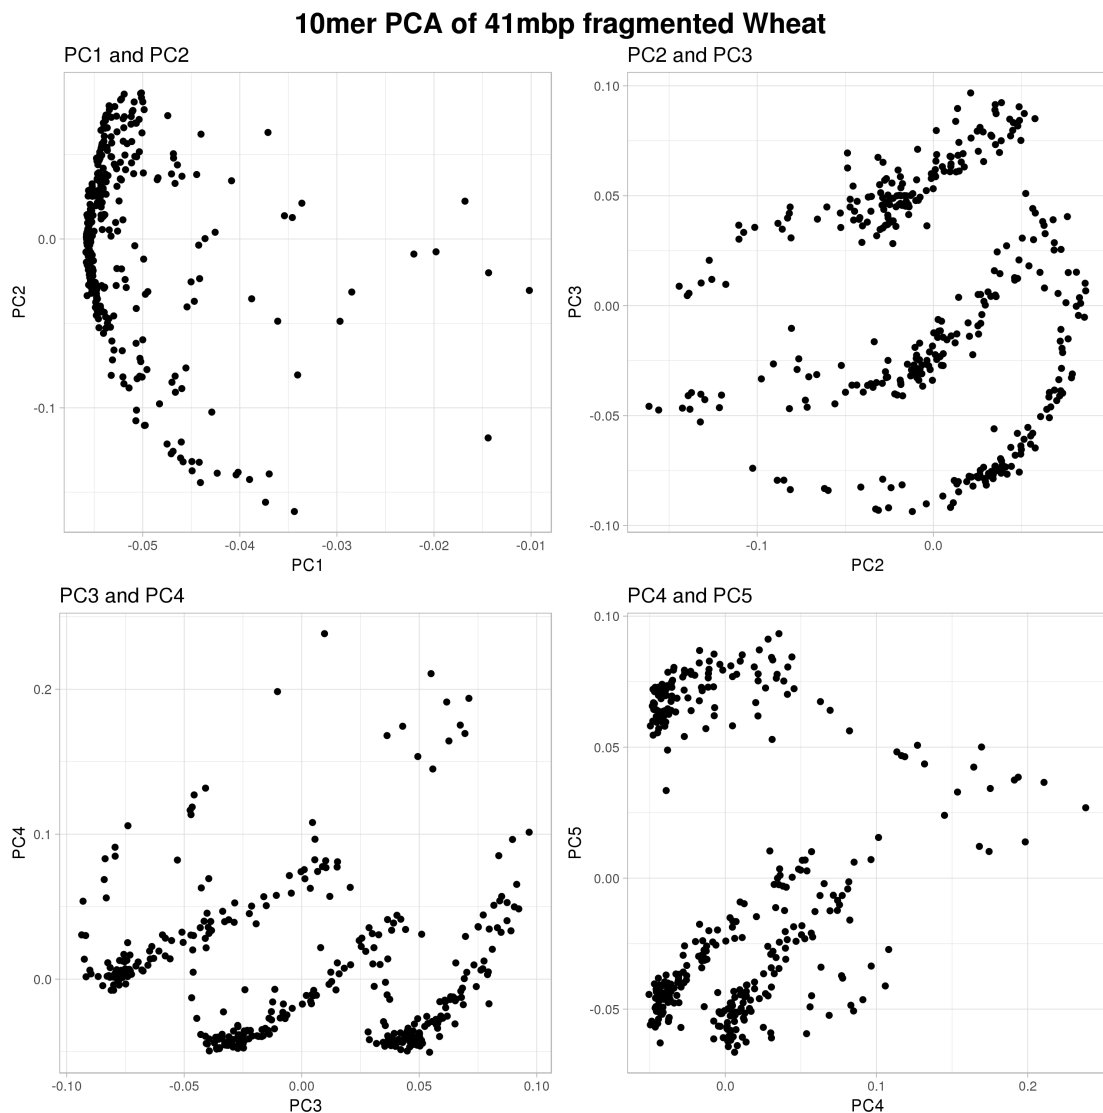 10mer PCA of 41mbp fragmented Wheat
PC1 and PC2
PC2
0.0
-0.1
-0.05
-0.04
-0.03
-0.02
-0.01
PC1
PC2 and PC3
PC3
0.10
0.05
0.00
-0.05
-0.10
-0.1
0.0
PC2
PC3 and PC4
PC4
0.2
0.1
0.0
-0.10
-0.05
0.00
0.05
0.10
PC3
PC4 and PC5
PC5
0.10
0.05
0.00
-0.05
0.0
0.1
0.2
PC4